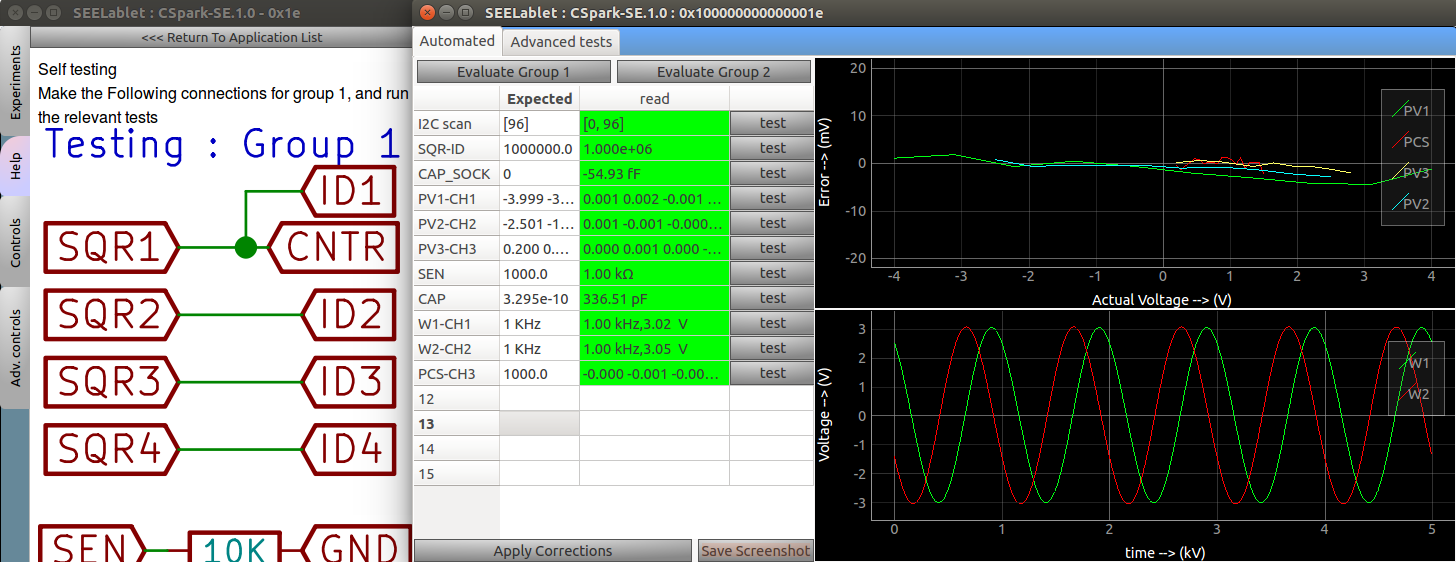 SEELablet : CSpark-SE.1.0 - 0x1e
<<< Return To Application List
Experiments
Help
Controls
Adv. controls
Self testing
Make the Following connections for group 1, and run
the relevant tests
Testing : Group 1
ID1
SQR1
CNTR
SQR2
ID2
SQR3
ID3
SQR4
ID4
SEN
10K
GND
SEELablet : CSpark-SE.1.0 : 0x100000000000001e
Automated
Advanced tests
Evaluate Group 1
Evaluate Group 2
Expected read
I2C scan [96] [0, 96] test
SQR-ID 1000000.0 1.000e+06 test
CAP_SOCK 0 -54.93 fF test
PV1-CH1 -3.999 -3... 0.001 0.002 -0.001 ... test
PV2-CH2 -2.501 -1... 0.001 -0.001 -0.000... test
PV3-CH3 0.200 0.... 0.000 0.001 0.000 -... test
SEN 1000.0 1.00 kΩ test
CAP 3.295e-10 336.51 pF test
W1-CH1 1 KHz 1.00 kHz,3.02 V test
W2-CH2 1 KHz 1.00 kHz,3.05 V test
PCS-CH3 1000.0 -0.000 -0.001 -0.00... test
12
13
14
15
Apply Corrections
Save Screenshot
Error --> (mV)
20
10
0
-10
-20
-4 -3 -2 -1 0 1 2 3 4
Actual Voltage --> (V)
PV1
PCS
PV3
PV2
Voltage --> (V)
3
2
1
0
-1
-2
-3
0 1 2 3 4 5
time --> (kV)
W1
W2